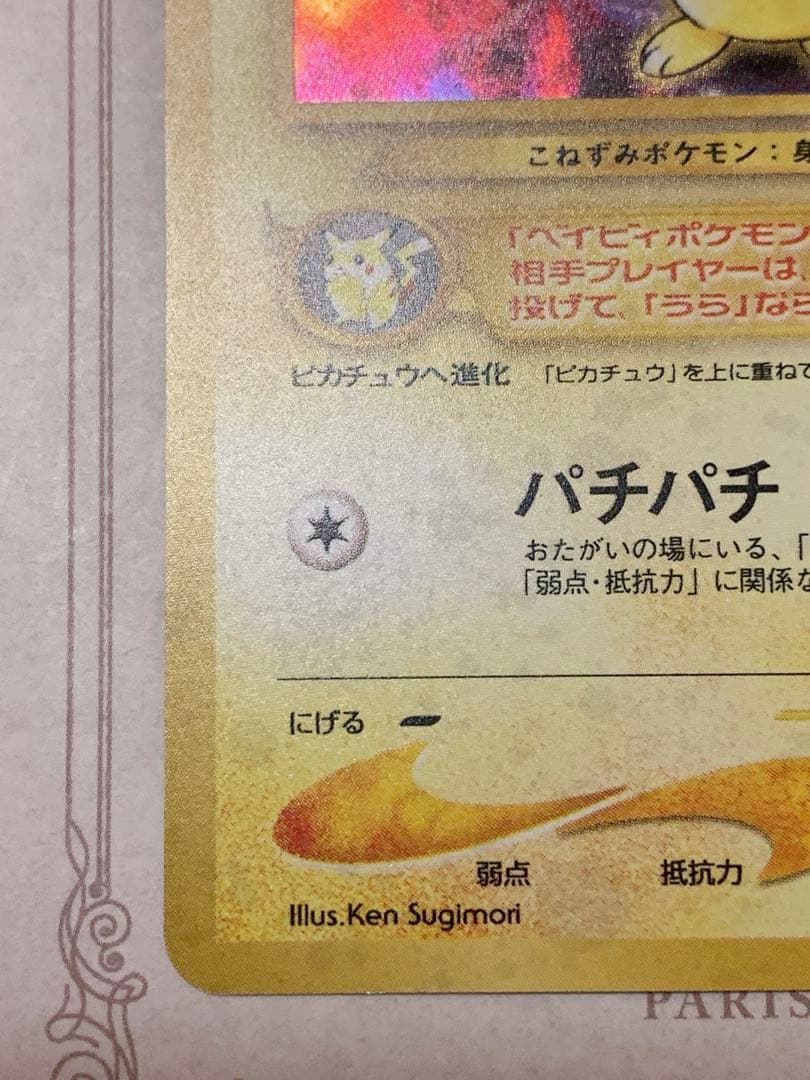 こねずみポケモン：身
「ベイビィポケモン
相手プレイヤーは、
投げて、「うら」なら
ピカチュウへ進化 「ピカチュウ」を上に重ねて
パチパチ
おたがいの場にいる、「
「弱点・抵抗力」に関係な
にげる
弱点 抵抗力
Illus.Ken Sugimori
PARIS